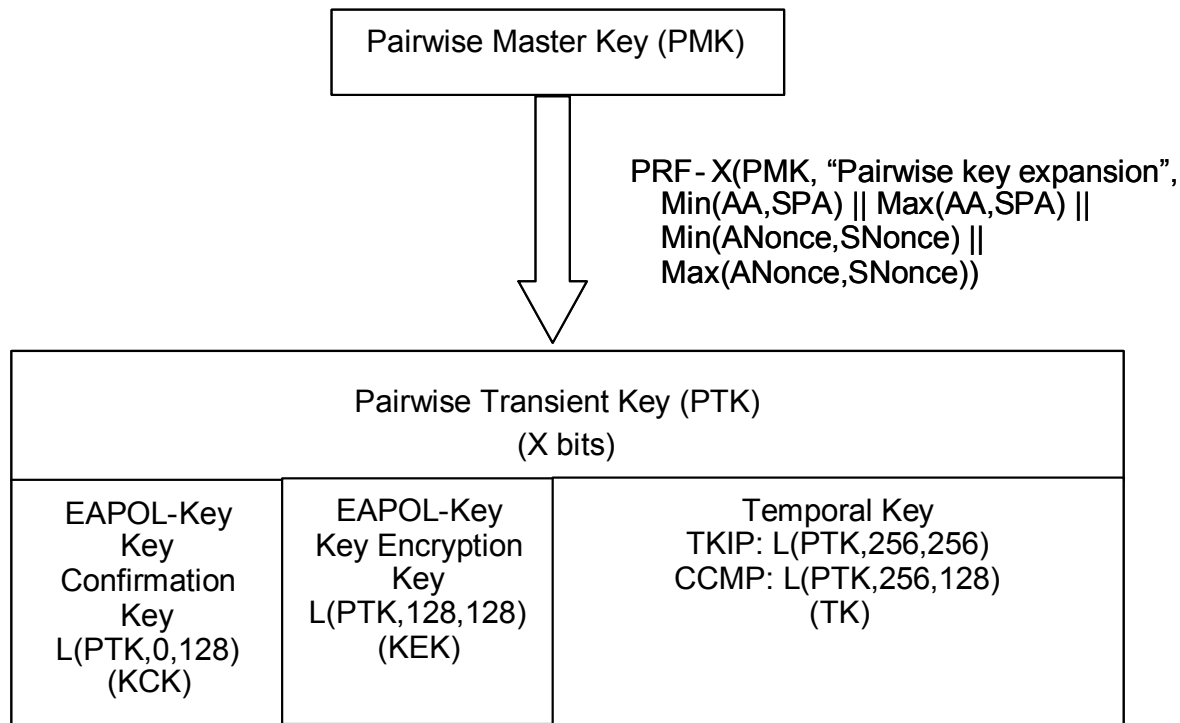 Pairwise Master Key (PMK)
PRF- X(PMK, “Pairwise key expansion”,
Min(AA,SPA) || Max(AA,SPA) ||
Min(ANonce,SNonce) ||
Max(ANonce,SNonce))
Pairwise Transient Key (PTK)
(X bits)
EAPOL-Key
Key
Confirmation
Key
L(PTK,0,128)
(KCK)
EAPOL-Key
Key Encryption
Key
L(PTK,128,128)
(KEK)
Temporal Key
TKIP: L(PTK,256,256)
CCMP: L(PTK,256,128)
(TK)